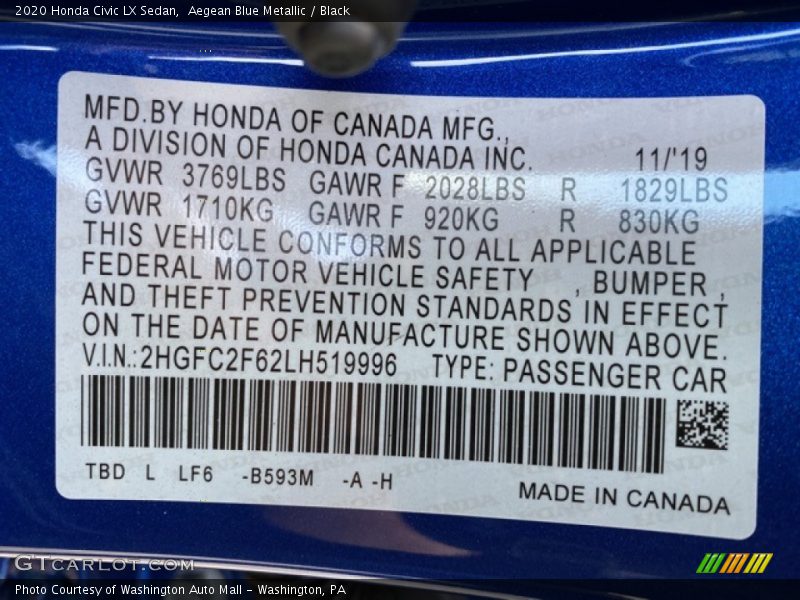 2020 Honda Civic LX Sedan,  Aegean Blue Metallic / Black
MFD.BY HONDA OF CANADA MFG.,
A DIVISION OF HONDA CANADA INC. 11/'19
GVWR 3769LBS GAWR F 2028LBS R 1829LBS
GVWR 1710KG GAWR F 920KG R 830KG
THIS VEHICLE CONFORMS TO ALL APPLICABLE
FEDERAL MOTOR VEHICLE SAFETY , BUMPER ,
AND THEFT PREVENTION STANDARDS IN EFFECT
ON THE DATE OF MANUFACTURE SHOWN ABOVE.
V.I.N.:2HGFC2F62LH519996 TYPE: PASSENGER CAR
TBD L LF6 -B593M -A -H
MADE IN CANADA
GTCARLOT.COM
Photo Courtesy of Washington Auto Mall - Washington, PA